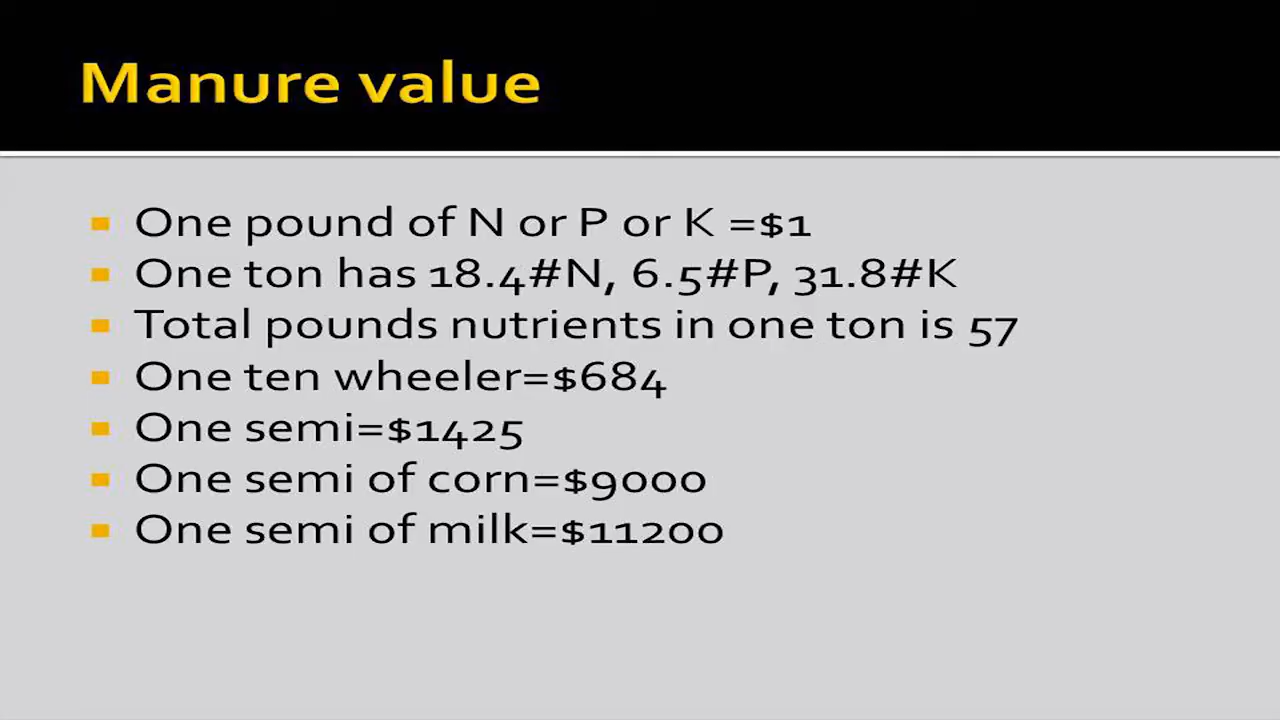 Manure value
One pound of N or P or K =$1
One ton has 18.4#N, 6.5#P, 31.8#K
Total pounds nutrients in one ton is 57
One ten wheeler=$684
One semi=$1425
One semi of corn=$9000
One semi of milk=$11200